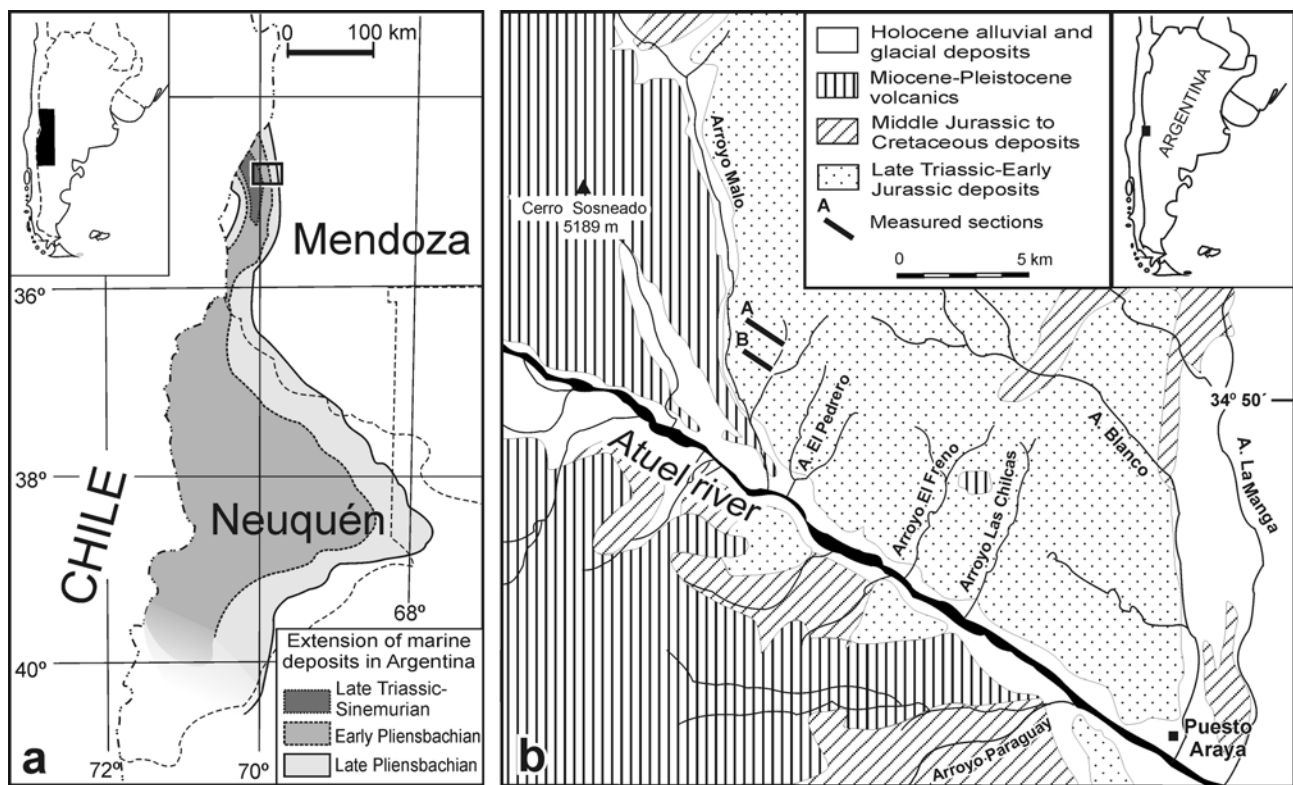 0 100 km
Mendoza
36º
CHILE
38º
Neuquén
68º
40º
72º
70º
Extension of marine
deposits in Argentina
Late Triassic-
Sinemurian
Early Pliensbachian
Late Pliensbachian
a
Holocene alluvial and
glacial deposits
Miocene-Pleistocene
volcanics
Middle Jurassic to
Cretaceous deposits
Late Triassic-Early
Jurassic deposits
A
Measured sections
0 5 km
ARGENTINA
Arroyo Malo
Cerro Sosneado
5189 m
A
B
A. El Pedrero
34º 50´
Atuel river
Arroyo El Freno
Arroyo Las Chilcas
A. Blanco
A. La Manga
Arroyo Paraguay
Puesto
Araya
b